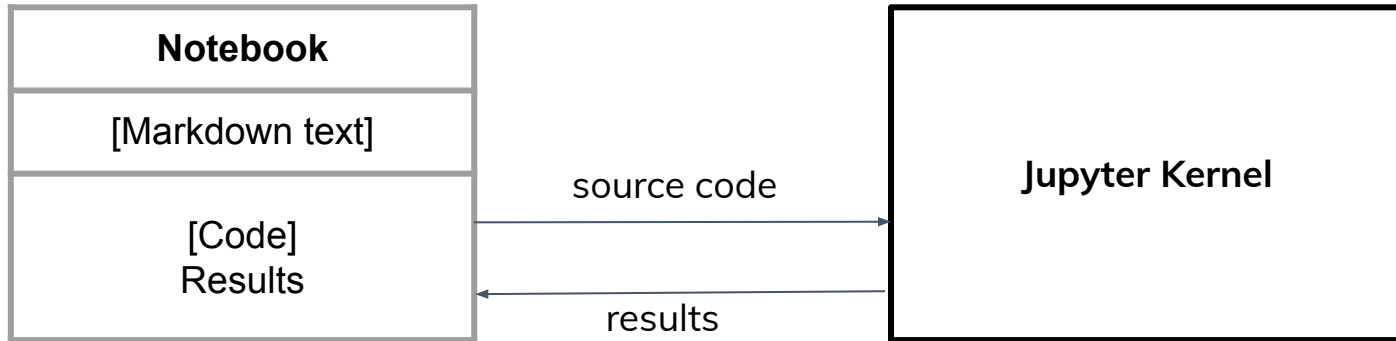 Notebook
[Markdown text]
[Code]
Results
source code
results
Jupyter Kernel